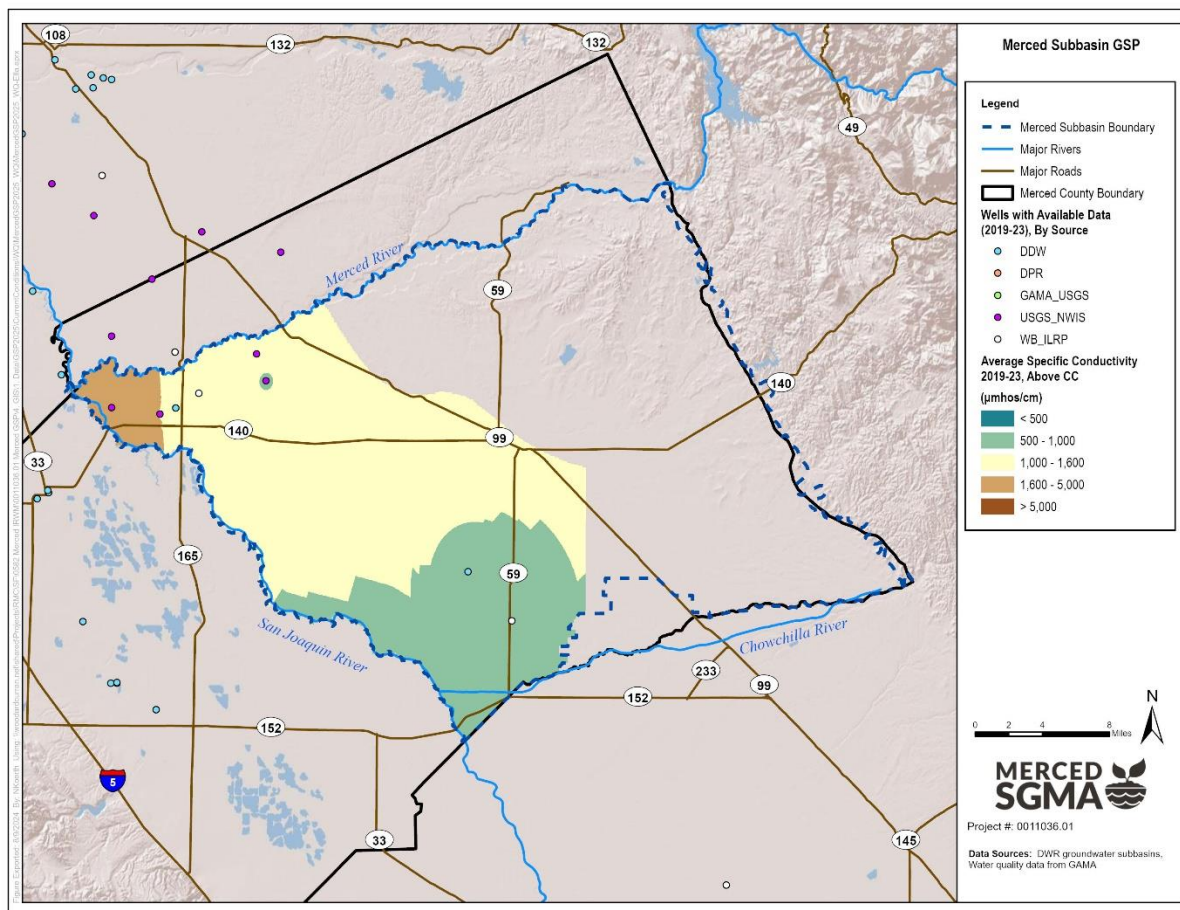 Merced Subbasin GSP
Legend
Merced Subbasin Boundary
Major Rivers
Major Roads
Merced County Boundary
Wells with Available Data
(2019-23), By Source
DDW
DPR
GAMA_USGS
USGS_NWIS
WB_ILRP
Average Specific Conductivity
2019-23, Above CC
(µmhos/cm)
< 500
500 - 1,000
1,000 - 1,600
1,600 - 5,000
> 5,000
N
0 2 4 8
Miles
MERCED
SGMA
Project #: 0011036.01
Data Sources: DWR groundwater subbasins,
Water quality data from GAMA
108
132
132
49
Merced River
59
140
140
99
33
165
59
San Joaquin River
Chowchilla River
233
99
152
152
5
33
145